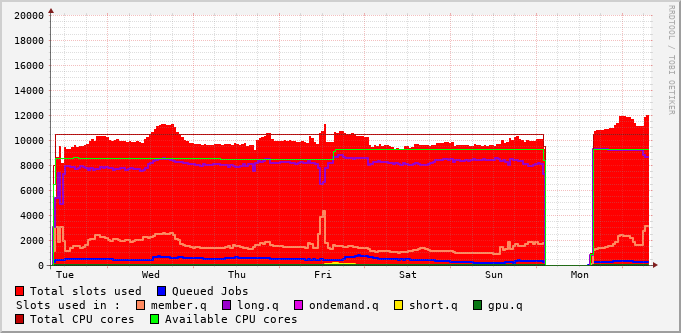 20000
18000
16000
14000
12000
10000
8000
6000
4000
2000
0
Tue Wed Thu Fri Sat Sun Mon
RRDTOOL / TOBI OETIKER
Total slots used Queued Jobs
Slots used in : member.q long.q ondemand.q short.q gpu.q
Total CPU cores Available CPU cores